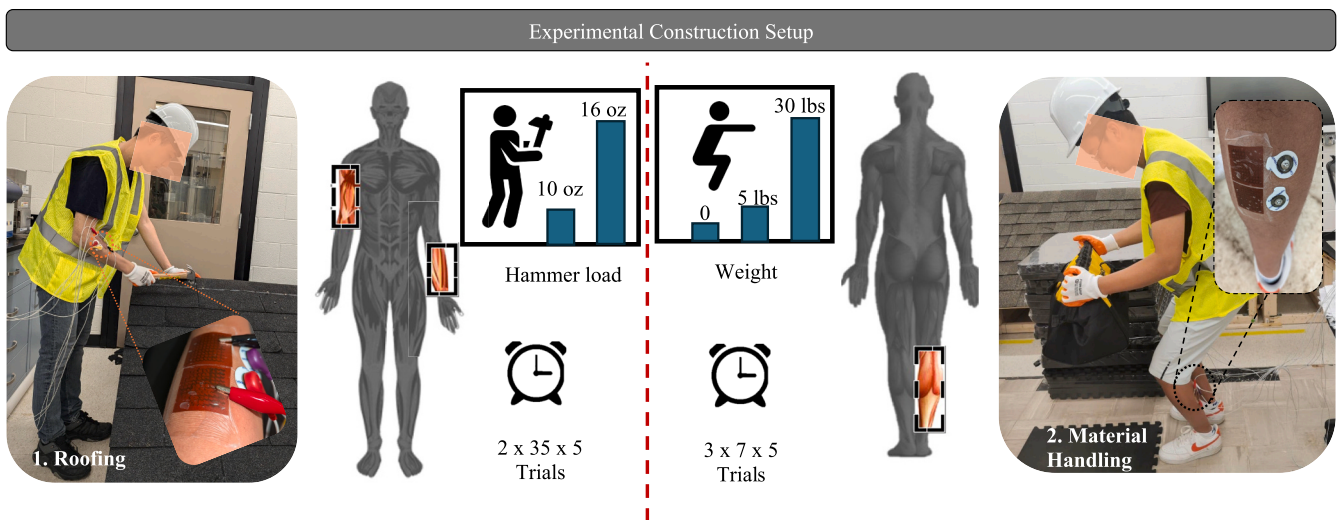 Experimental Construction Setup
16 oz
10 oz
Hammer load
2 x 35 x 5
Trials
1. Roofing
30 lbs
5 lbs
0
Weight
3 x 7 x 5
Trials
2. Material
Handling